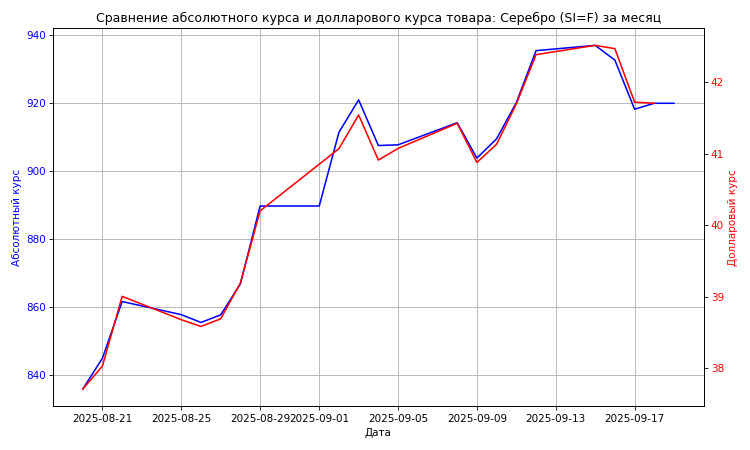 Сравнение абсолютного курса и долларового курса товара: Серебро (SI=F) за месяц
940
920
900
880
860
840
Абсолютный курс
42
41
40
39
38
Долларовый курс
2025-08-21 2025-08-25 2025-08-29 2025-09-01 2025-09-05 2025-09-09 2025-09-13 2025-09-17
Дата